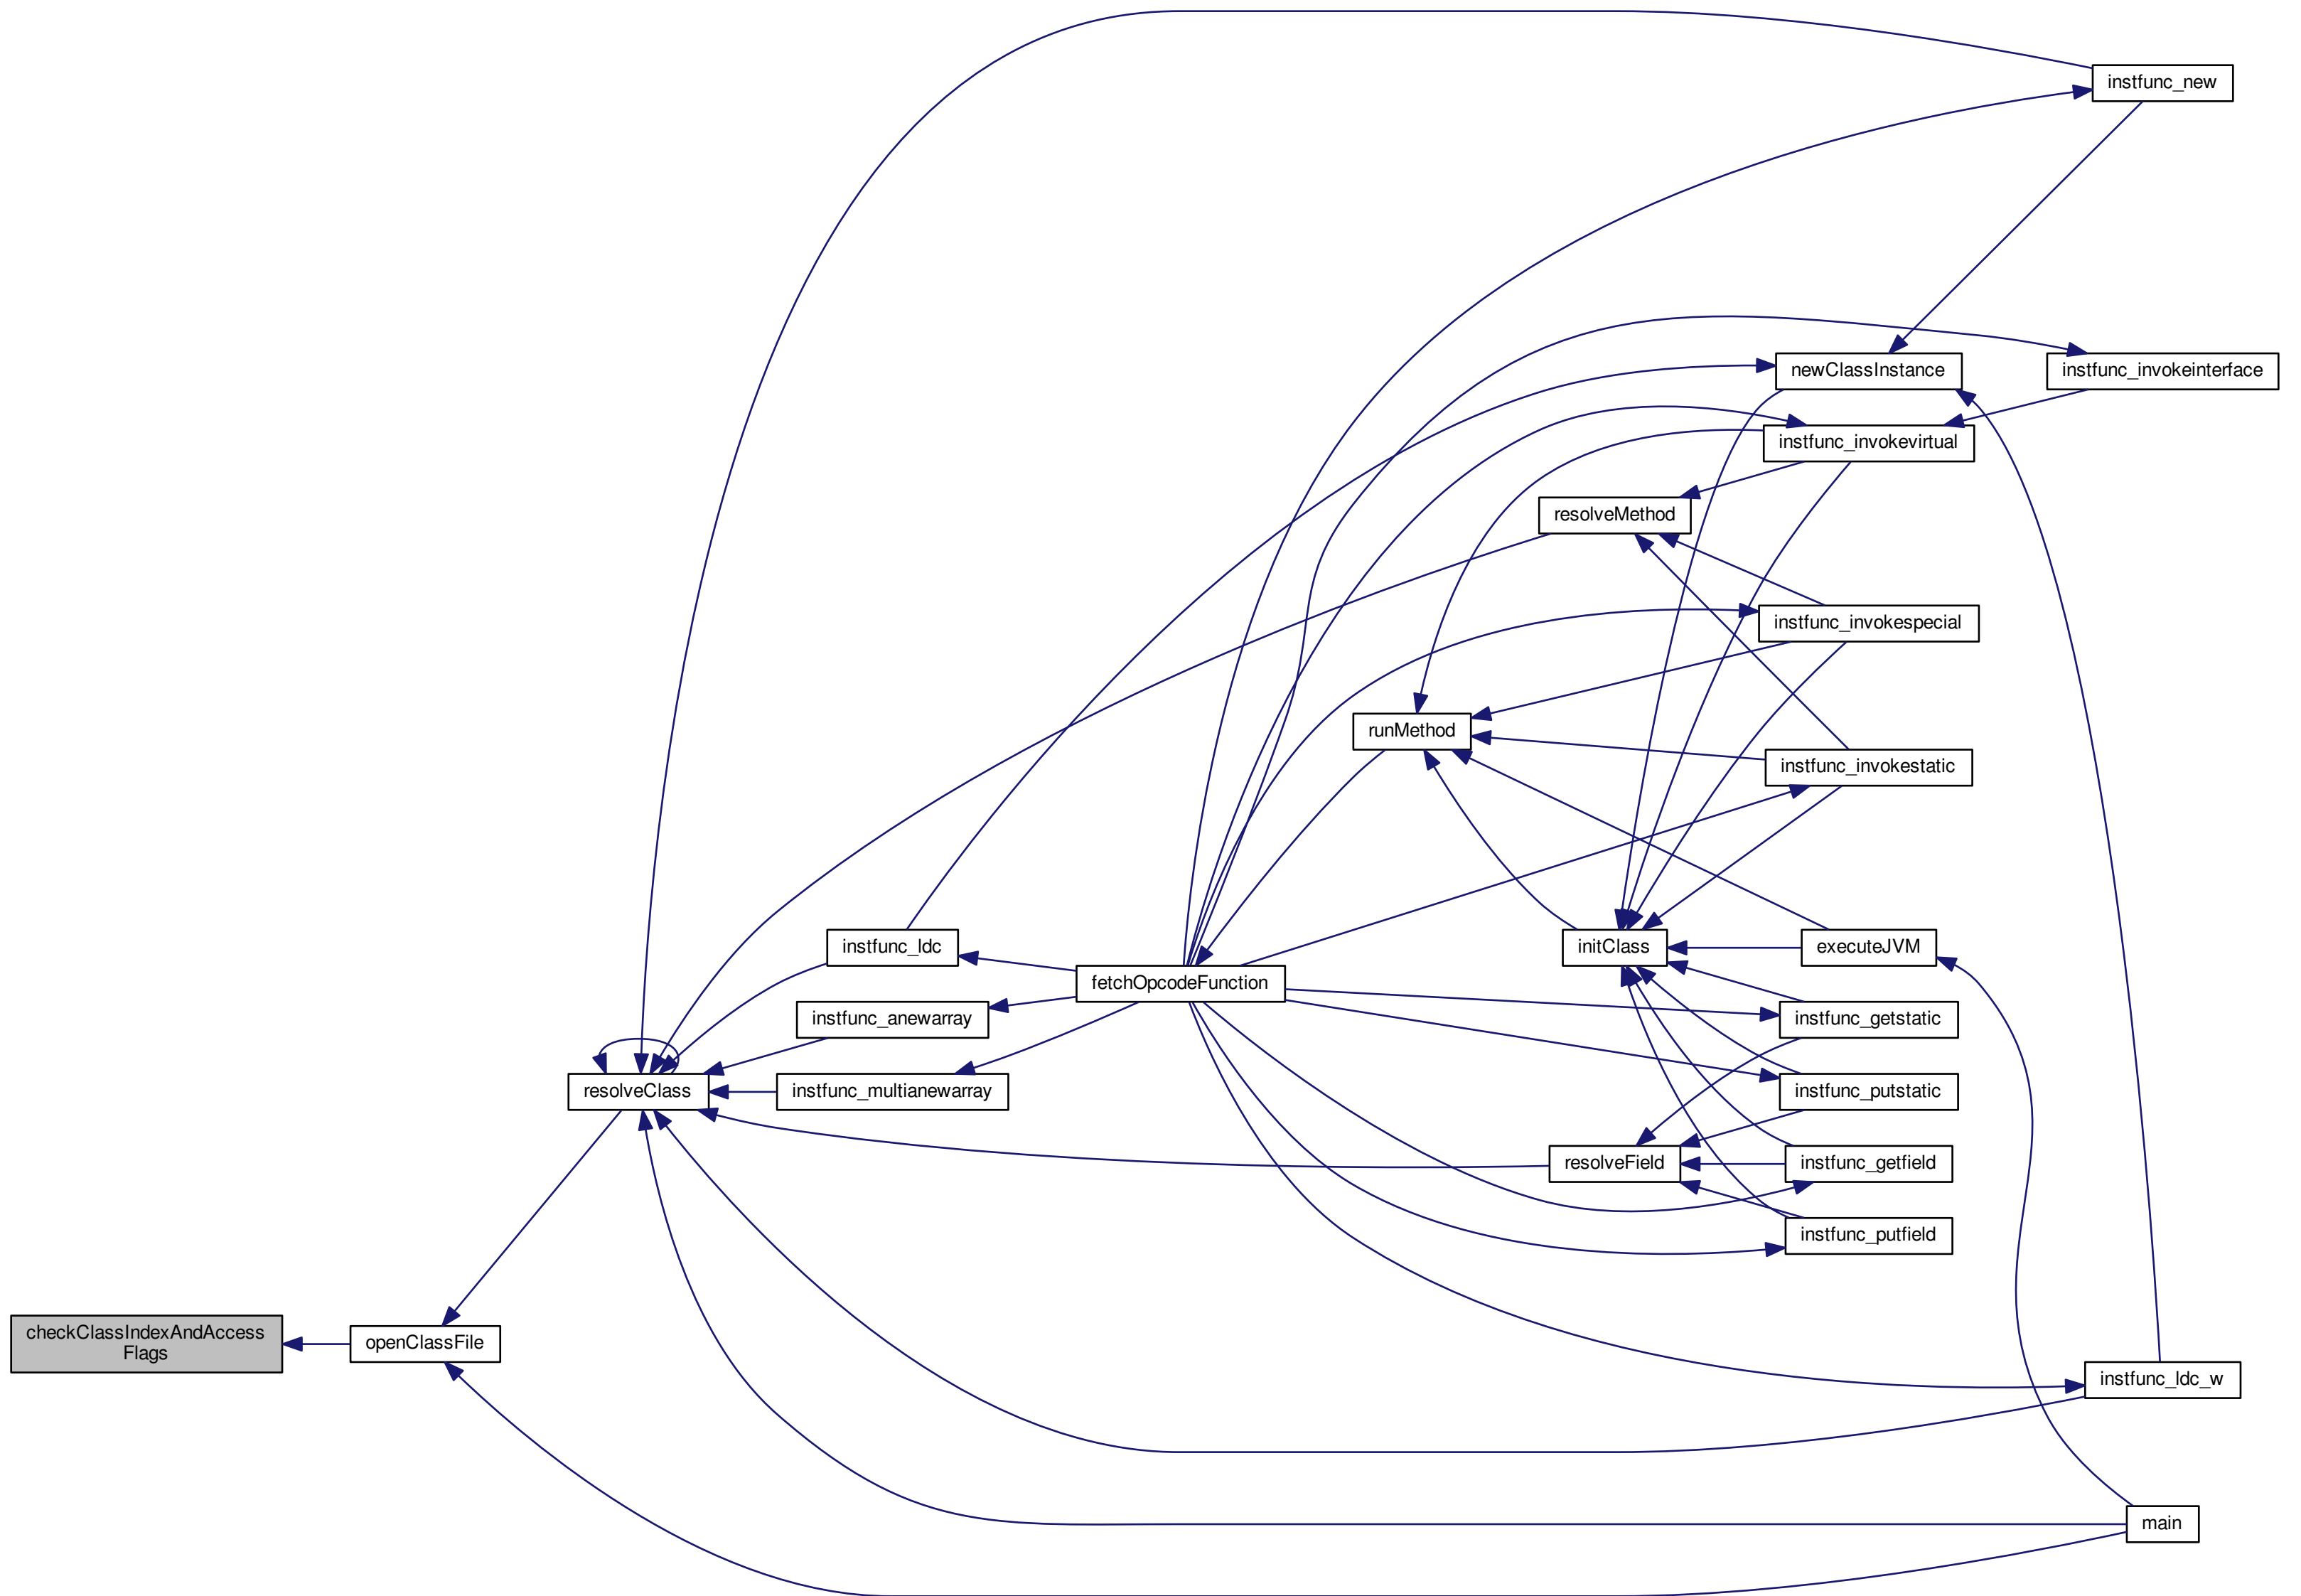 instfunc_new
newClassInstance
instfunc_invokeinterface
instfunc_invokevirtual
resolveMethod
instfunc_invokespecial
runMethod
instfunc_invokestatic
instfunc_ldc
initClass
executeJVM
fetchOpcodeFunction
instfunc_anewarray
instfunc_getstatic
resolveClass
instfunc_multianewarray
instfunc_putstatic
resolveField
instfunc_getfield
instfunc_putfield
checkClassIndexAndAccess
Flags
openClassFile
instfunc_ldc_w
main